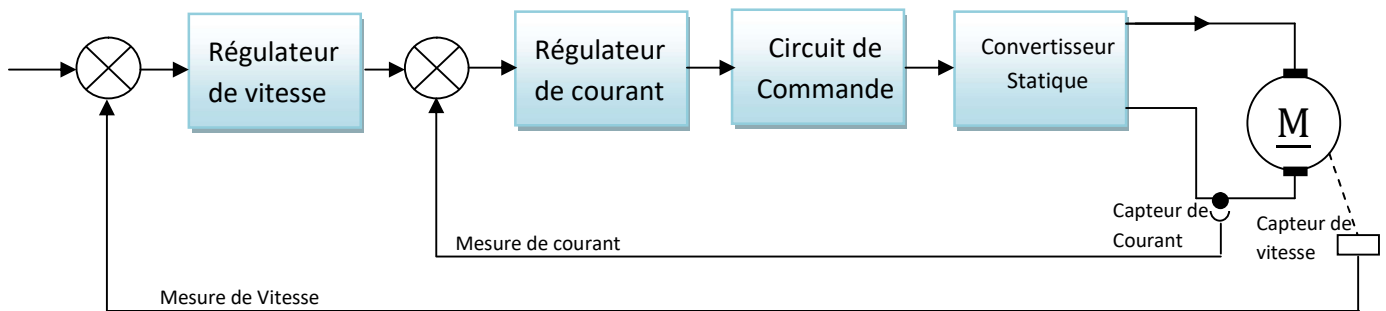 Régulateur
de vitesse
Régulateur
de courant
Circuit de
Commande
Convertisseur
Statique
M
Capteur de
Courant
Capteur de
vitesse
Mesure de courant
Mesure de Vitesse